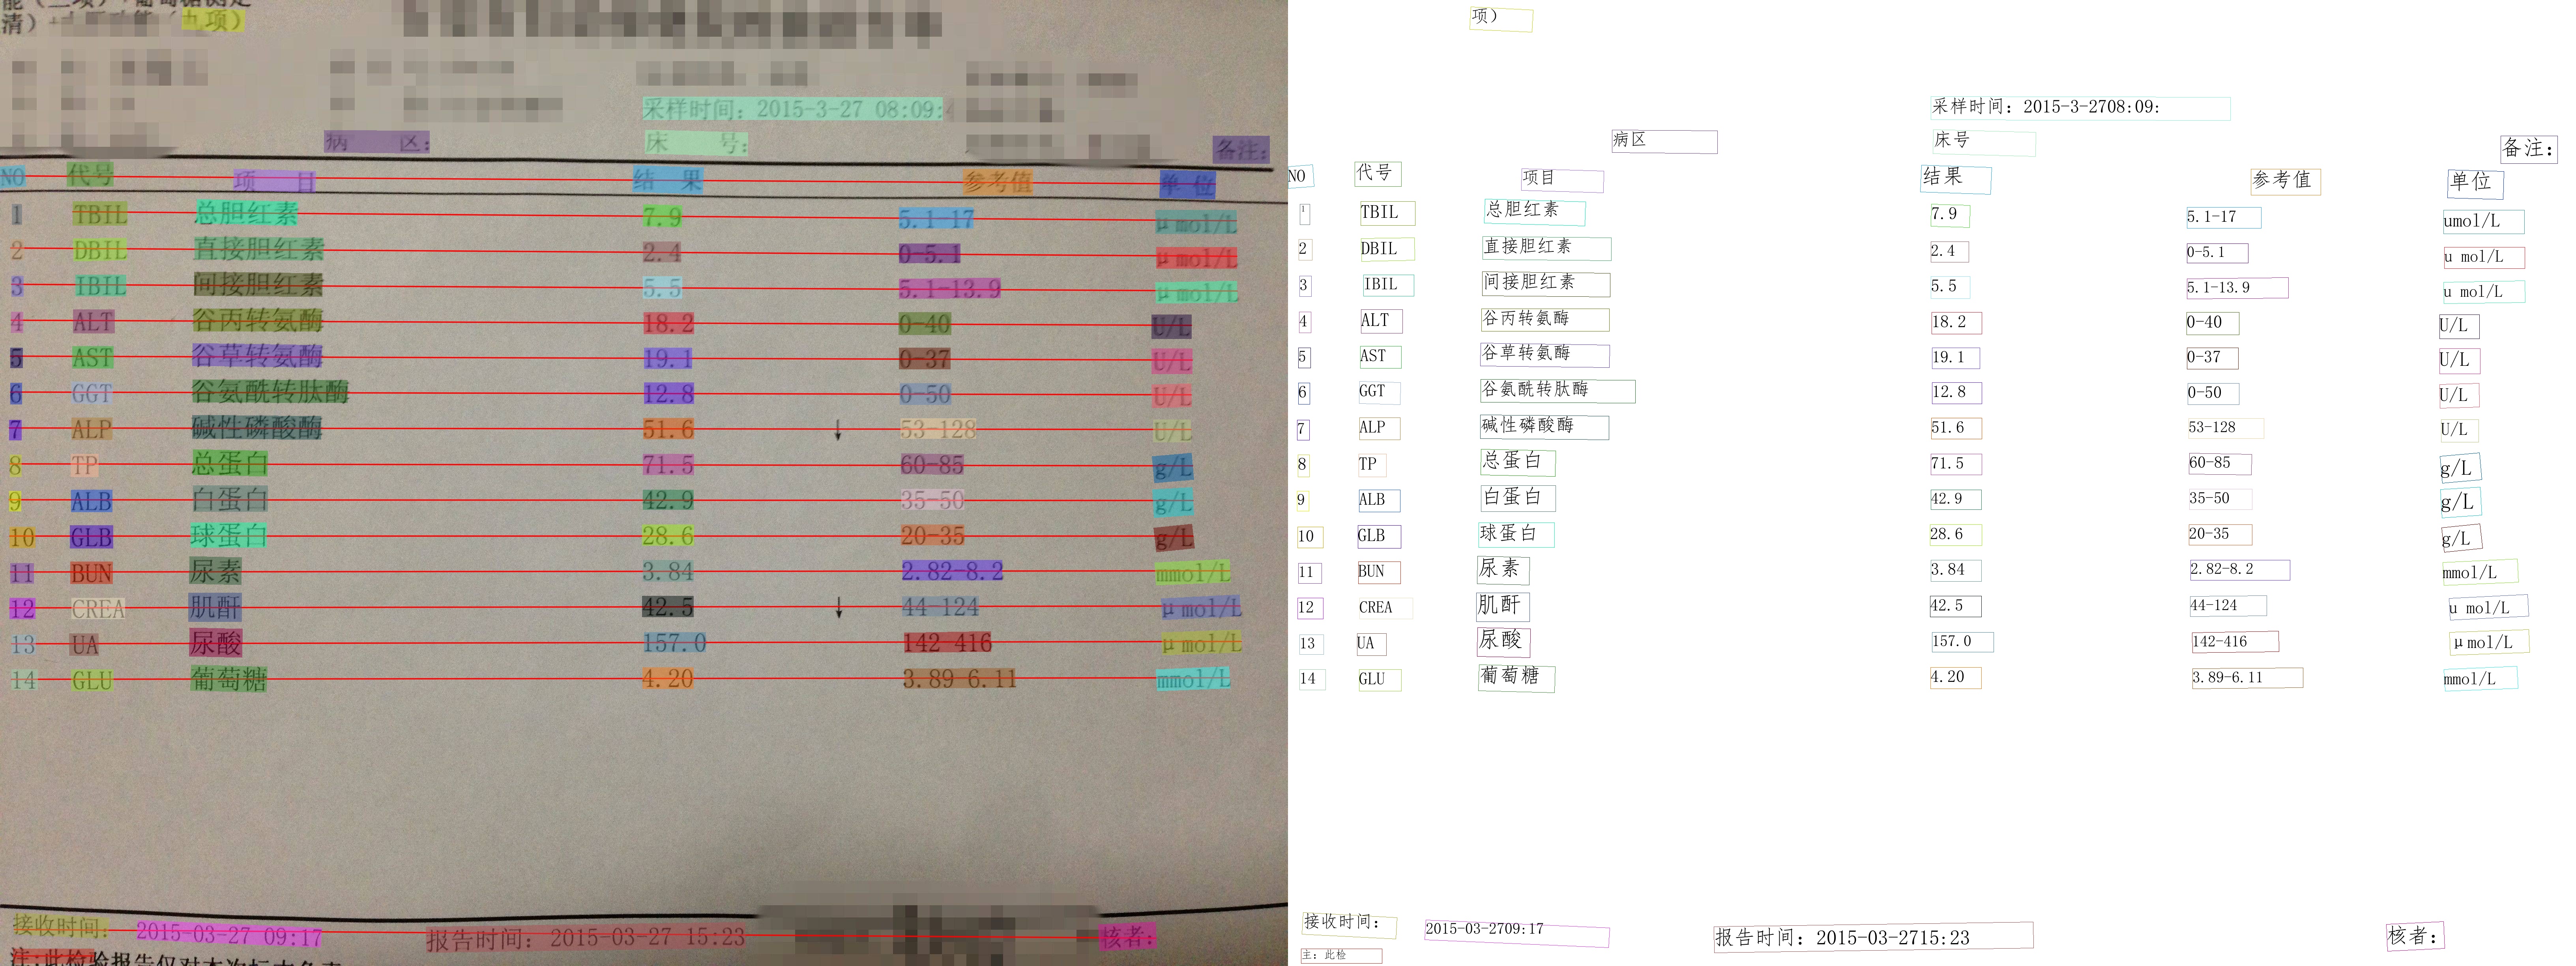 清）
九项）
采样时间：2015-3-27 08:09:
病 区： 床 号： 备注：
NO 代号 项 目 结 果 参考值 单 位
1 TBIL 总胆红素 7.9 5.1-17 μmol/L
2 DBIL 直接胆红素 2.4 0-5.1 μmol/L
3 IBIL 间接胆红素 5.5 5.1-13.9 μmol/L
4 ALT 谷丙转氨酶 18.2 0-40 U/L
5 AST 谷草转氨酶 19.1 0-37 U/L
6 GGT 谷氨酰转肽酶 12.8 0-50 U/L
7 ALP 碱性磷酸酶 51.6 ↓ 53-128 U/L
8 TP 总蛋白 71.5 60-85 g/L
9 ALB 白蛋白 42.9 35-50 g/L
10 GLB 球蛋白 28.6 20-35 g/L
11 BUN 尿素 3.84 2.82-8.2 mmol/L
12 CREA 肌酐 42.5 ↓ 44-124 μmol/L
13 UA 尿酸 157.0 142-416 μmol/L
14 GLU 葡萄糖 4.20 3.89-6.11 mmol/L
接收时间： 2015-03-27 09:17 报告时间：2015-03-27 15:23 核者：
注：此检验报告仅对本次标本负责
项）
采样时间：2015-3-2708:09:
病区 床号 备注：
NO 代号 项目 结果 参考值 单位
1 TBIL 总胆红素 7.9 5.1-17 umol/L
2 DBIL 直接胆红素 2.4 0-5.1 u mol/L
3 IBIL 间接胆红素 5.5 5.1-13.9 u mol/L
4 ALT 谷丙转氨酶 18.2 0-40 U/L
5 AST 谷草转氨酶 19.1 0-37 U/L
6 GGT 谷氨酰转肽酶 12.8 0-50 U/L
7 ALP 碱性磷酸酶 51.6 53-128 U/L
8 TP 总蛋白 71.5 60-85 g/L
9 ALB 白蛋白 42.9 35-50 g/L
10 GLB 球蛋白 28.6 20-35 g/L
11 BUN 尿素 3.84 2.82-8.2 mmol/L
12 CREA 肌酐 42.5 44-124 u mol/L
13 UA 尿酸 157.0 142-416 μmol/L
14 GLU 葡萄糖 4.20 3.89-6.11 mmol/L
接收时间： 2015-03-2709:17 报告时间：2015-03-2715:23 核者：
主：此检